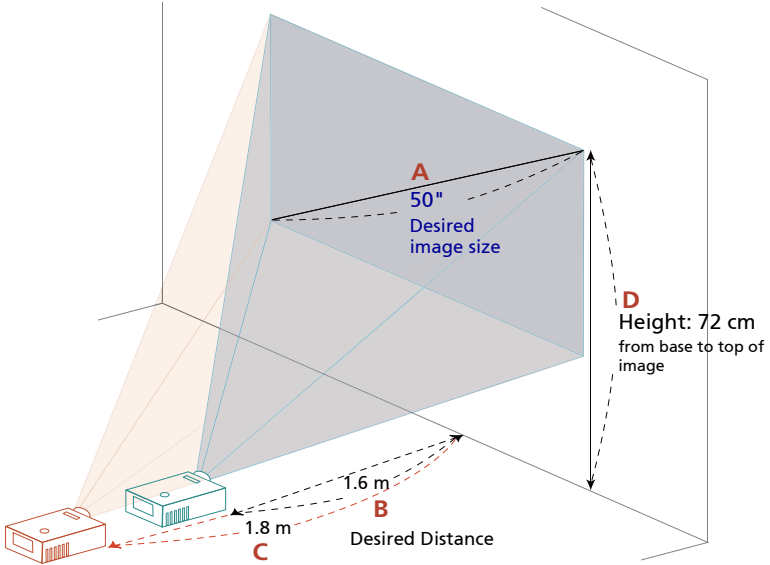 A
50"
Desired
image size
D
Height: 72 cm
from base to top of
image
1.6 m
B
1.8 m
C
Desired Distance